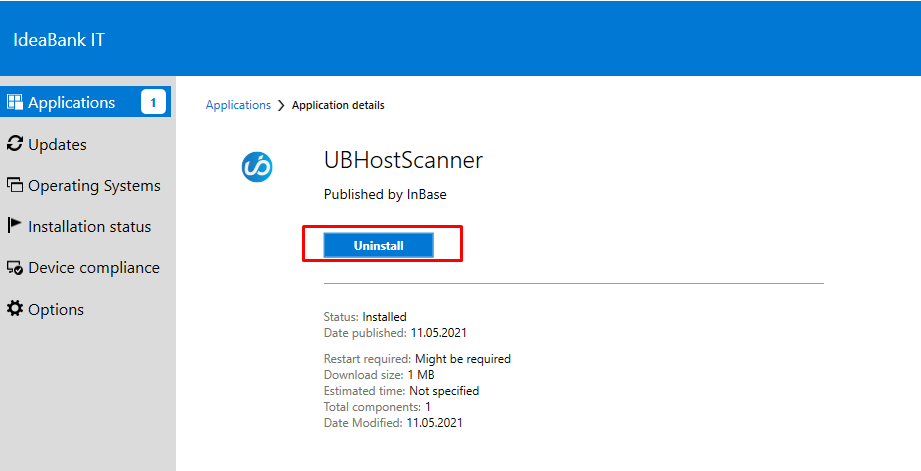 IdeaBank IT
Applications 1
Updates
Operating Systems
Installation status
Device compliance
Options
Applications > Application details
UBHostScanner
Published by InBase
Uninstall
Status: Installed
Date published: 11.05.2021
Restart required: Might be required
Download size: 1 MB
Estimated time: Not specified
Total components: 1
Date Modified: 11.05.2021